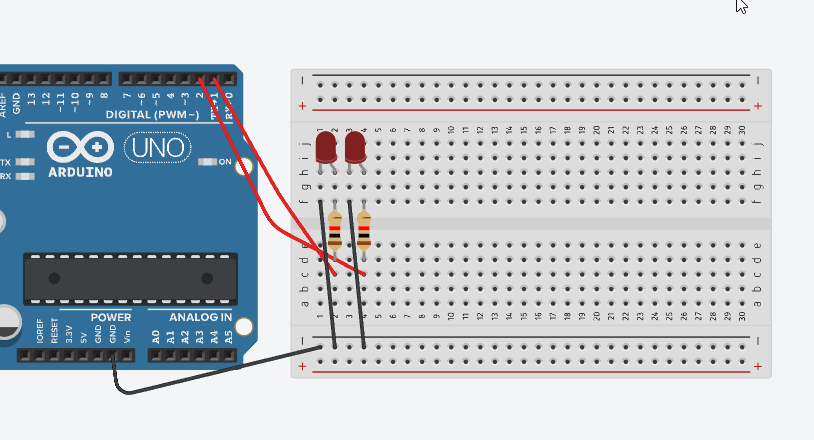 AREF
GND
13
12
~11
~10
~9
8
7
~6
~5
~4
~3
2
TX→1
DIGITAL (PWM~)
L
TX
RX
ARDUINO
UNO
ON
POWER
ANALOG IN
IOREF
RESET
3.3V
5V
GND
GND
Vin
A0
A1
A2
A3
A4
A5
− −
+ +
1 2 3 4 5 6 7 8 9 10 11 12 13 14 15 16 17 18 19 20 21 22 23 24 25 26 27 28 29 30
j j
i i
h h
g g
f f
e e
d d
c c
b b
a a
1 2 3 4 5 6 7 8 9 10 11 12 13 14 15 16 17 18 19 20 21 22 23 24 25 26 27 28 29 30
− −
+ +